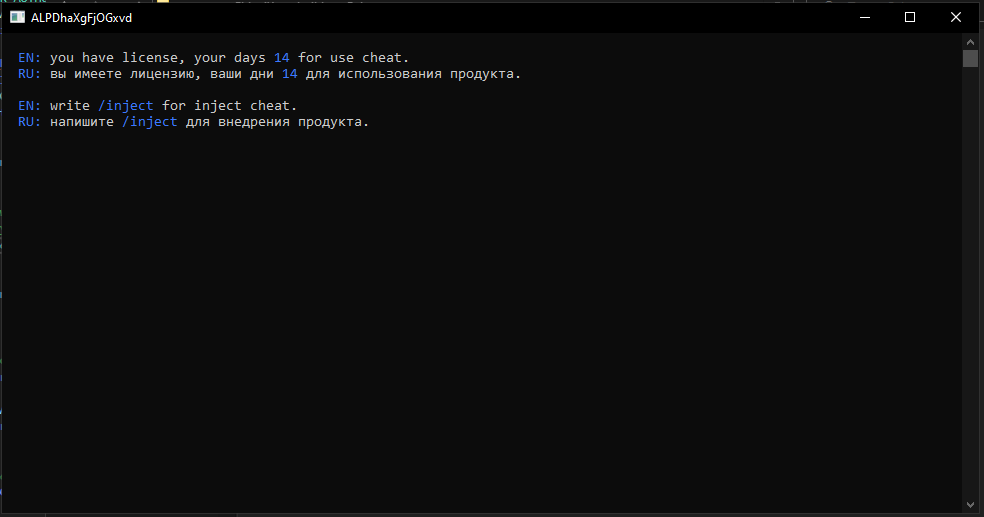 ALPDhaXgFjOGxvd
EN: you have license, your days 14 for use cheat.
RU: вы имеете лицензию, ваши дни 14 для использования продукта.
EN: write /inject for inject cheat.
RU: напишите /inject для внедрения продукта.